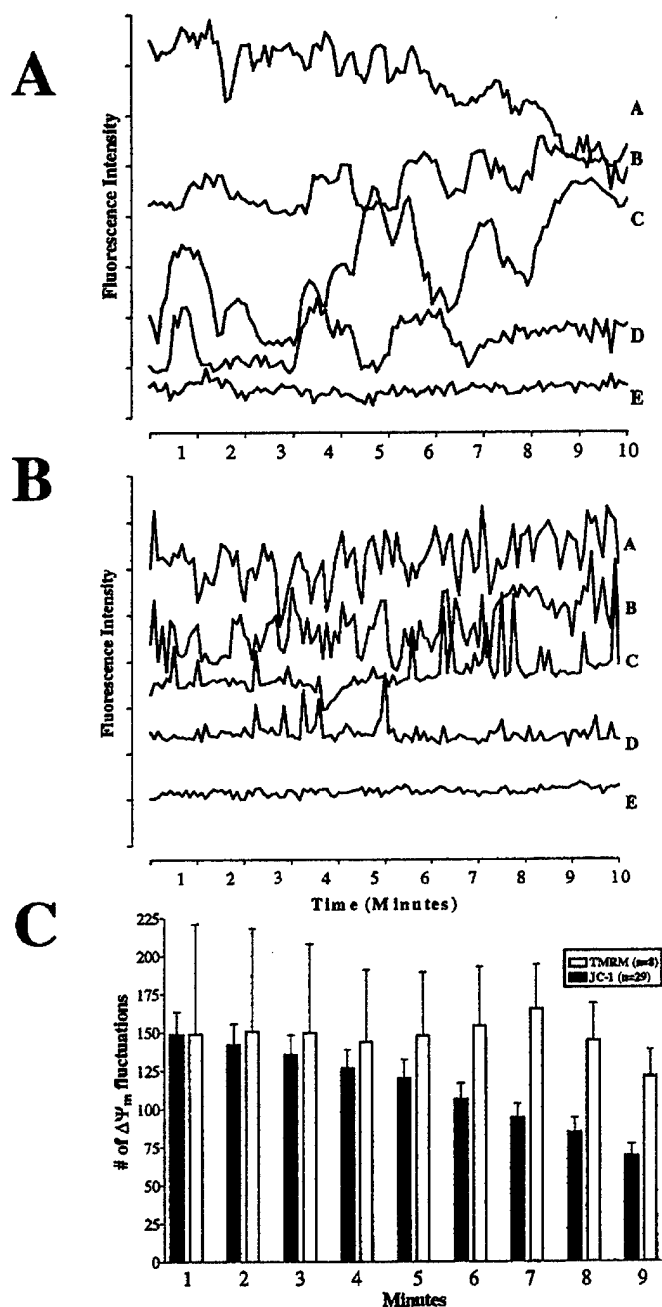 A
Fluorescence Intensity
A
B
C
D
E
1 2 3 4 5 6 7 8 9 10
B
Fluorescence Intensity
A
B
C
D
E
1 2 3 4 5 6 7 8 9 10
Time (Minutes)
C
# of ΔΨm fluctuations
225
200
175
150
125
100
75
50
25
0
TMRM (n=8)
JC-1 (n=29)
1 2 3 4 5 6 7 8 9
Minutes